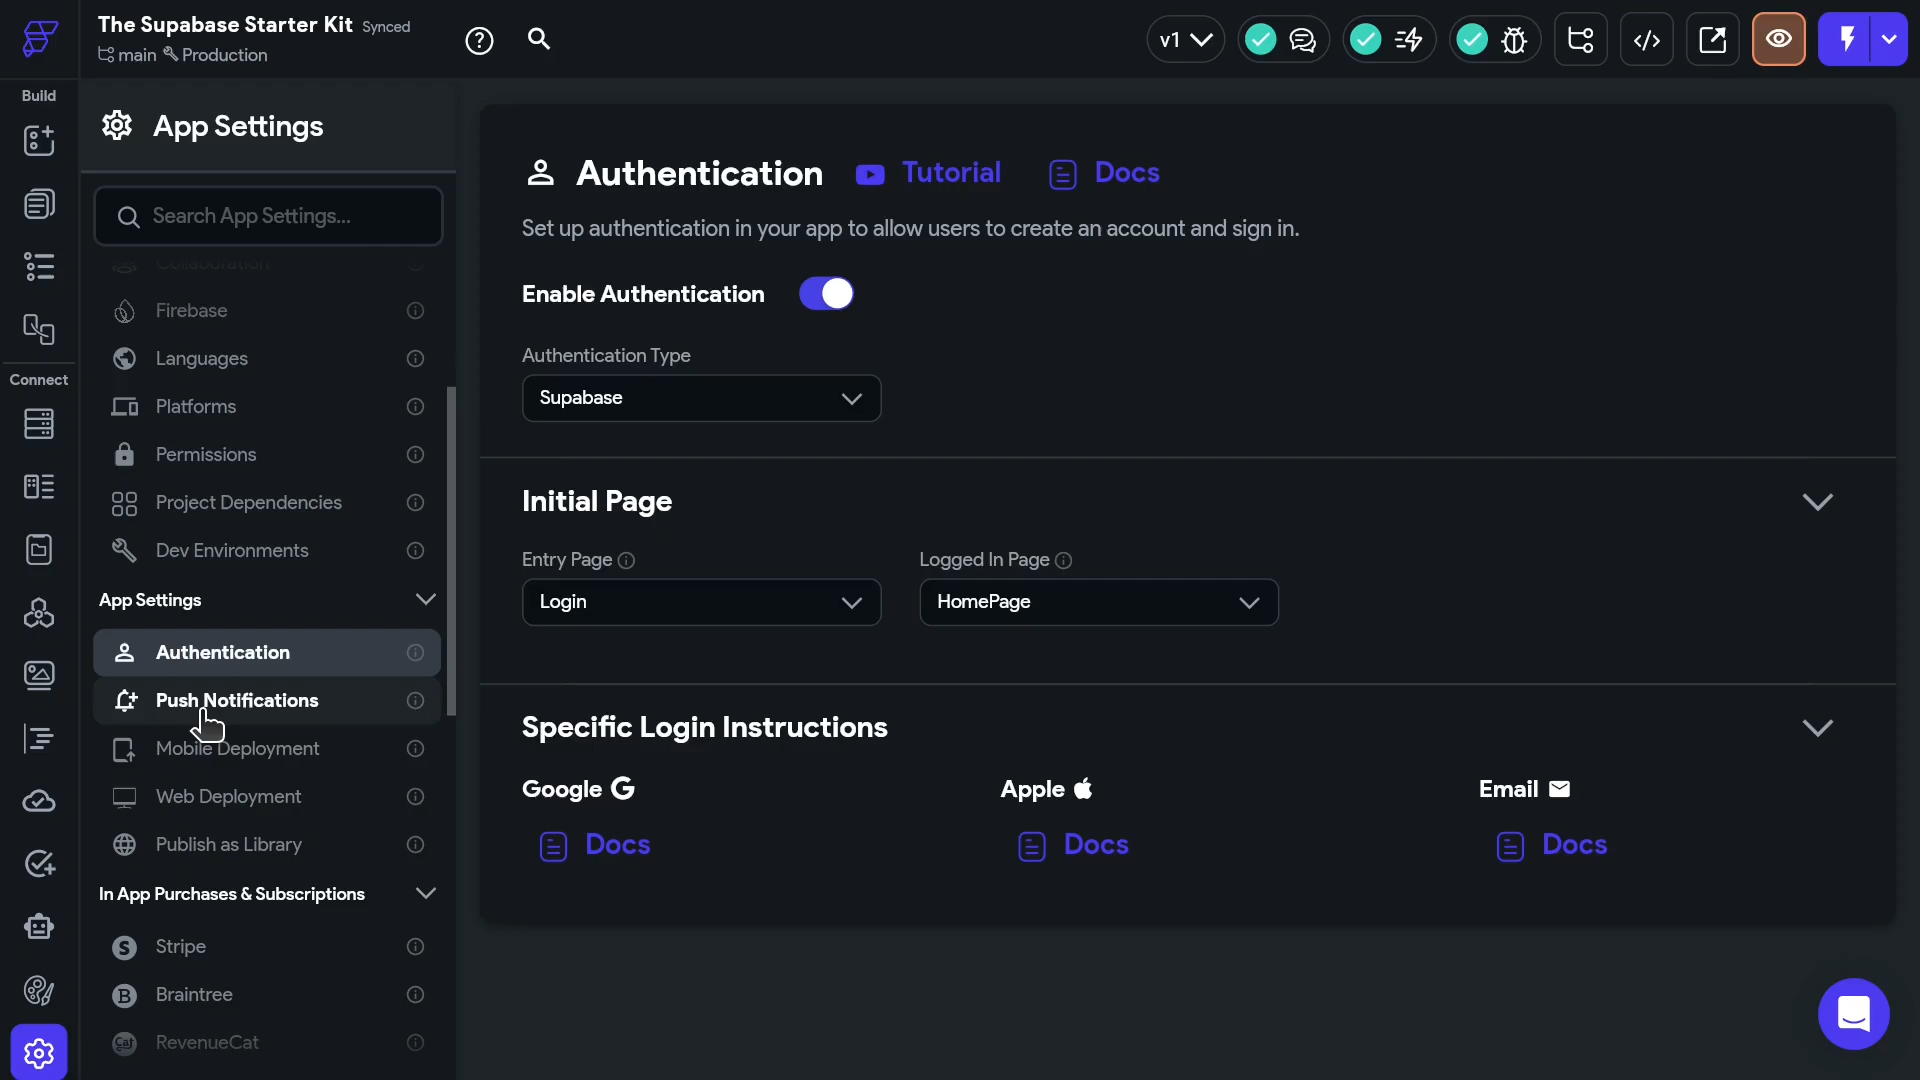 The Supabase Starter Kit Synced
main Production
v1
Build
Connect
App Settings
Search App Settings...
Collaboration
Firebase
Languages
Platforms
Permissions
Project Dependencies
Dev Environments
App Settings
Authentication
Push Notifications
Mobile Deployment
Web Deployment
Publish as Library
In App Purchases & Subscriptions
Stripe
Braintree
RevenueCat
Authentication Tutorial Docs
Set up authentication in your app to allow users to create an account and sign in.
Enable Authentication
Authentication Type
Supabase
Initial Page
Entry Page Logged In Page
Login HomePage
Specific Login Instructions
Google Apple Email
Docs Docs Docs